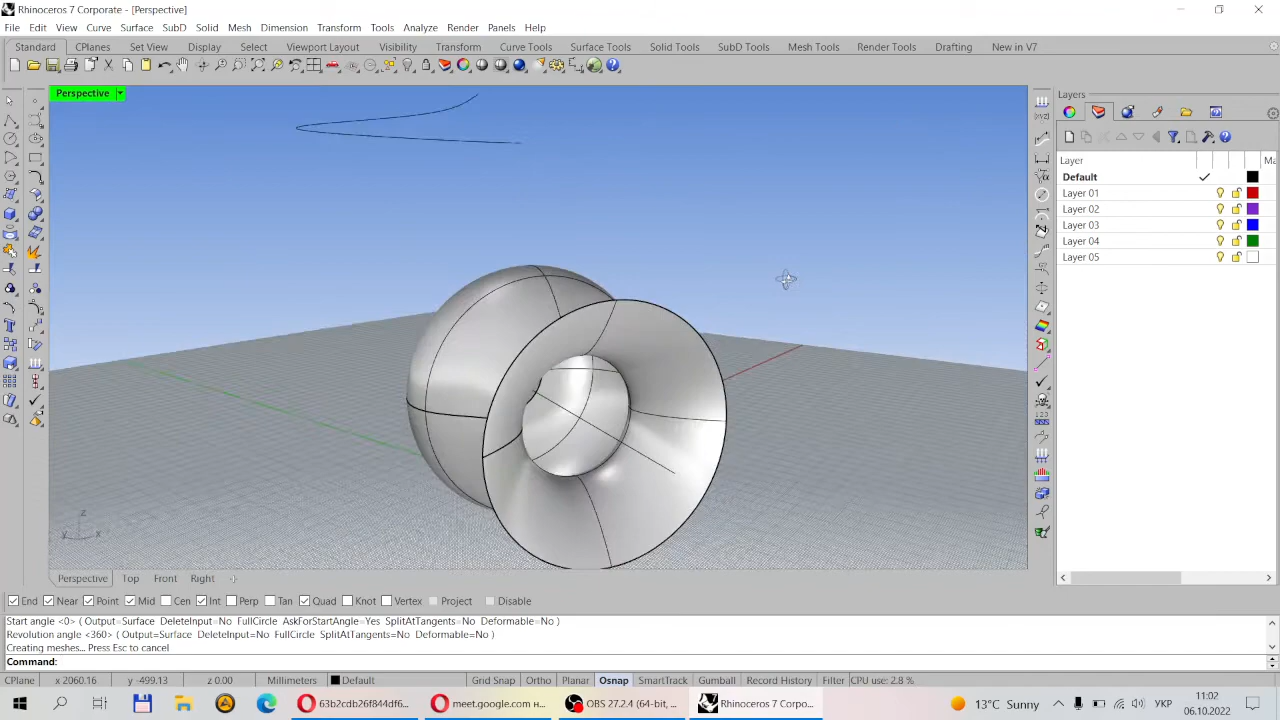 Rhinoceros 7 Corporate - [Perspective]
File Edit View Curve Surface SubD Solid Mesh Dimension Transform Tools Analyze Render Panels Help
Standard CPlanes Set View Display Select Viewport Layout Visibility Transform Curve Tools Surface Tools Solid Tools SubD Tools Mesh Tools Render Tools Drafting New in V7
Perspective
Layers
Layer Ma
Default
Layer 01
Layer 02
Layer 03
Layer 04
Layer 05
z
y x
Perspective Top Front Right
End Near Point Mid Cen Int Perp Tan Quad Knot Vertex Project Disable
Start angle <0> ( Output=Surface DeleteInput=No FullCircle AskForStartAngle=Yes SplitAtTangents=No Deformable=No )
Revolution angle <360> ( Output=Surface DeleteInput=No FullCircle SplitAtTangents=No Deformable=No )
Creating meshes... Press Esc to cancel
Command:
CPlane x 2060.16 y -499.13 z 0.00 Millimeters Default Grid Snap Ortho Planar Osnap SmartTrack Gumball Record History Filter CPU use: 2.8 %
63b2cdb26f844df6... meet.google.com н... OBS 27.2.4 (64-bit, ... Rhinoceros 7 Corpo... 13°C Sunny УКР 11:02
06.10.2022